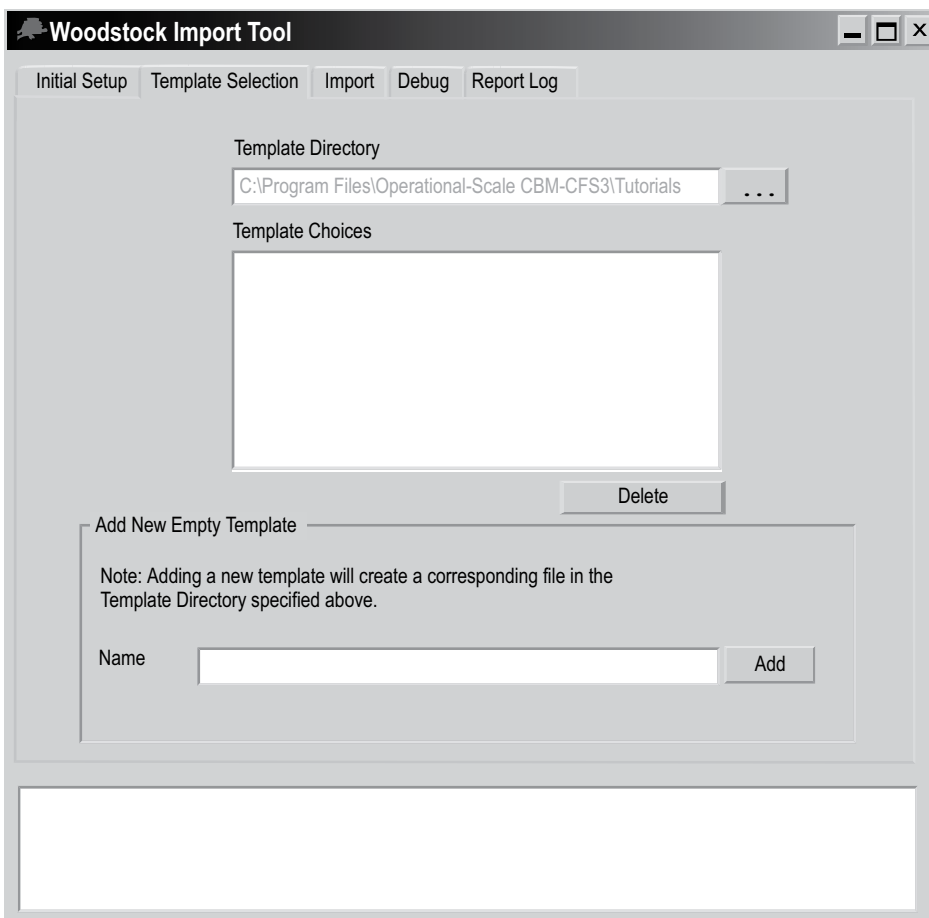 Woodstock Import Tool
Initial Setup Template Selection Import Debug Report Log
Template Directory
C:\Program Files\Operational-Scale CBM-CFS3\Tutorials ...
Template Choices
Delete
Add New Empty Template
Note: Adding a new template will create a corresponding file in the
Template Directory specified above.
Name Add